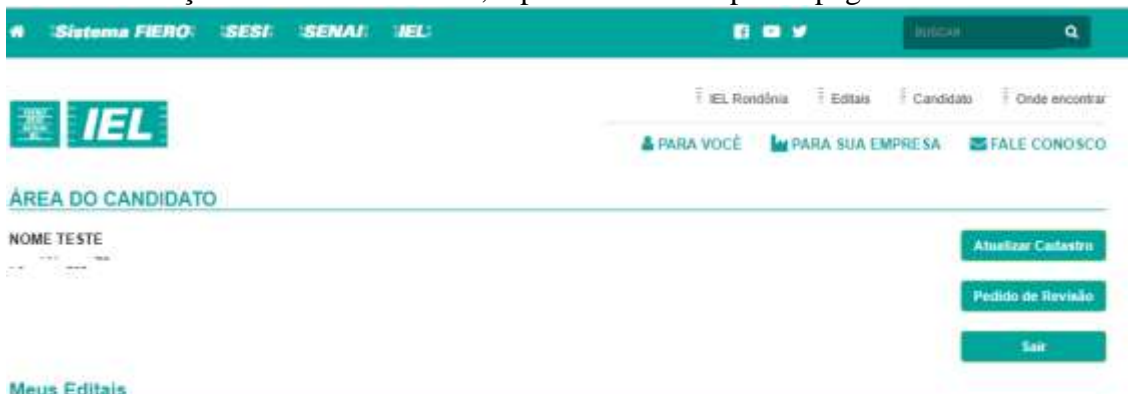 Sistema FIERO SESI SENAI IEL BUSCAR
IEL
IEL Rondônia Editais Candidato Onde encontrar
PARA VOCÊ PARA SUA EMPRESA FALE CONOSCO
ÁREA DO CANDIDATO
NOME TESTE
Atualizar Cadastro
Pedido de Revisão
Sair
Meus Editais